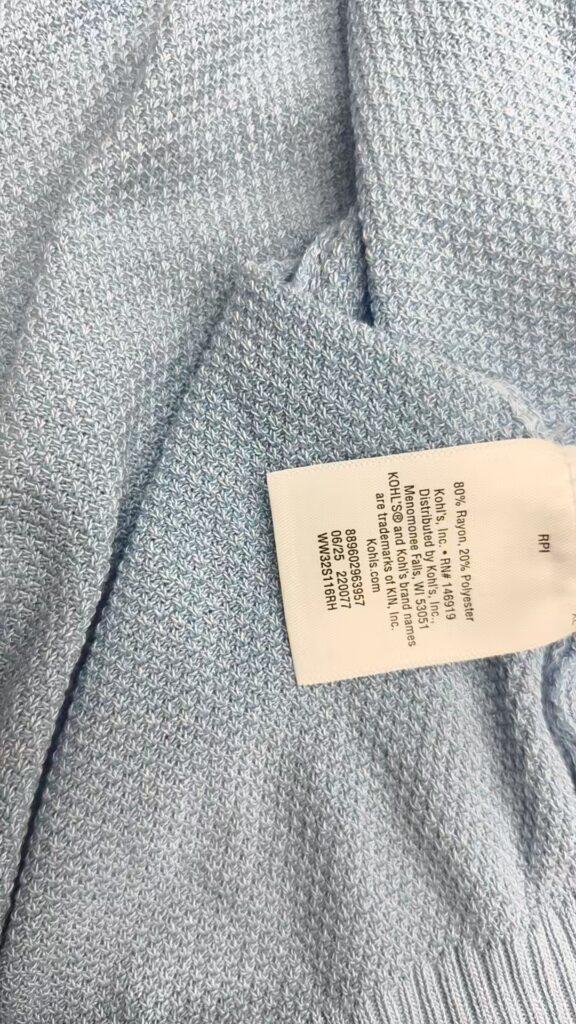 RPI
80% Rayon, 20% Polyester
Kohl's, Inc. • RN# 146919
Distributed by Kohl's, Inc.,
Menomonee Falls, WI 53051
KOHL'S® and Kohl's brand names
are trademarks of KIN, Inc.
Kohls.com
889602963957
06/25 220077
WW32S116RH